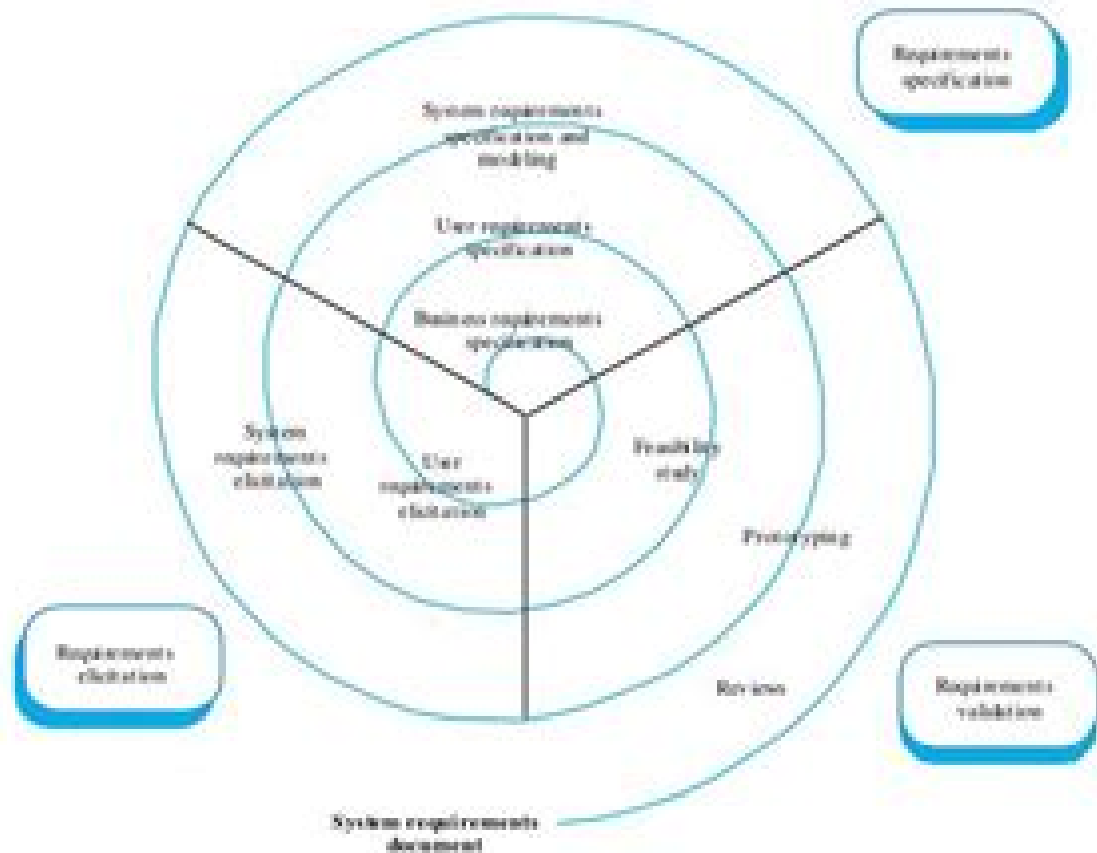 Requirements
specification
System requirements
specification and
modeling
User requirements
specification
Business requirements
specification
System
requirements
elicitation
User
requirements
elicitation
Feasibility
study
Prototyping
Requirements
elicitation
Reviews
Requirements
validation
System requirements
document